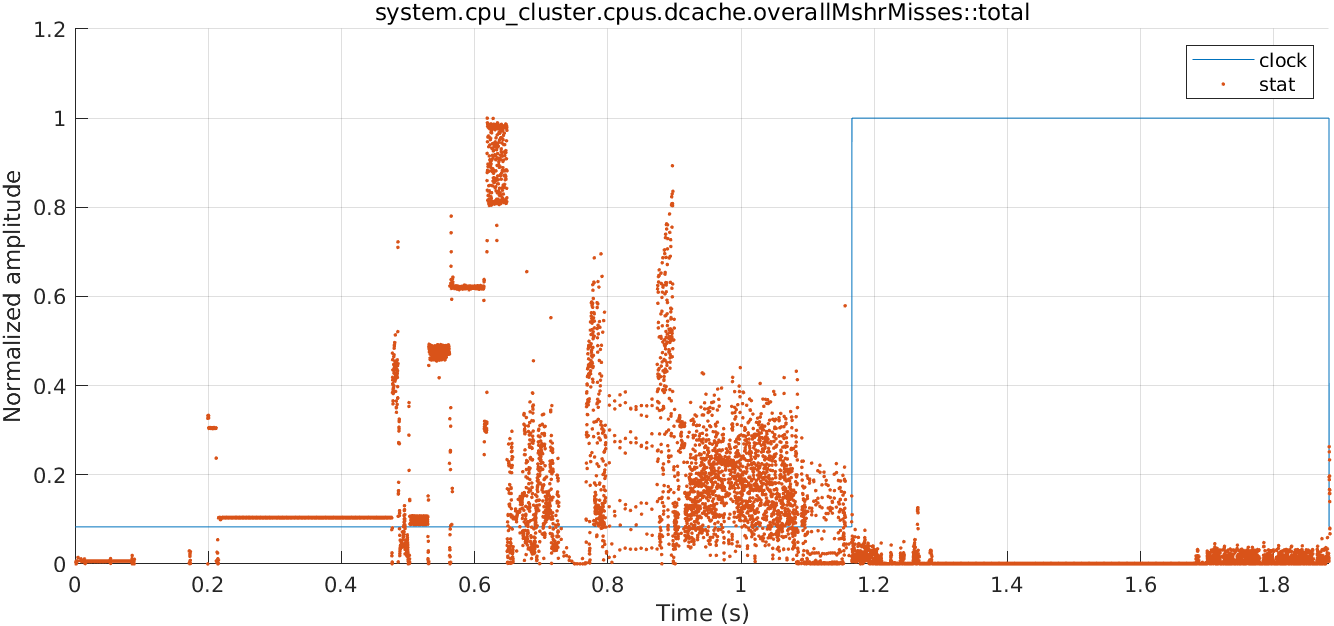 system.cpu_cluster.cpus.dcache.overallMshrMisses::total
Normalized amplitude
1.2
1
0.8
0.6
0.4
0.2
0
clock
stat
0 0.2 0.4 0.6 0.8 1 1.2 1.4 1.6 1.8
Time (s)